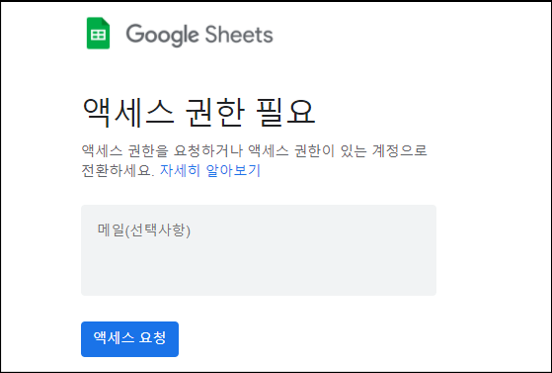 Google Sheets
액세스 권한 필요
액세스 권한을 요청하거나 액세스 권한이 있는 계정으로
전환하세요. 자세히 알아보기
메일(선택사항)
액세스 요청